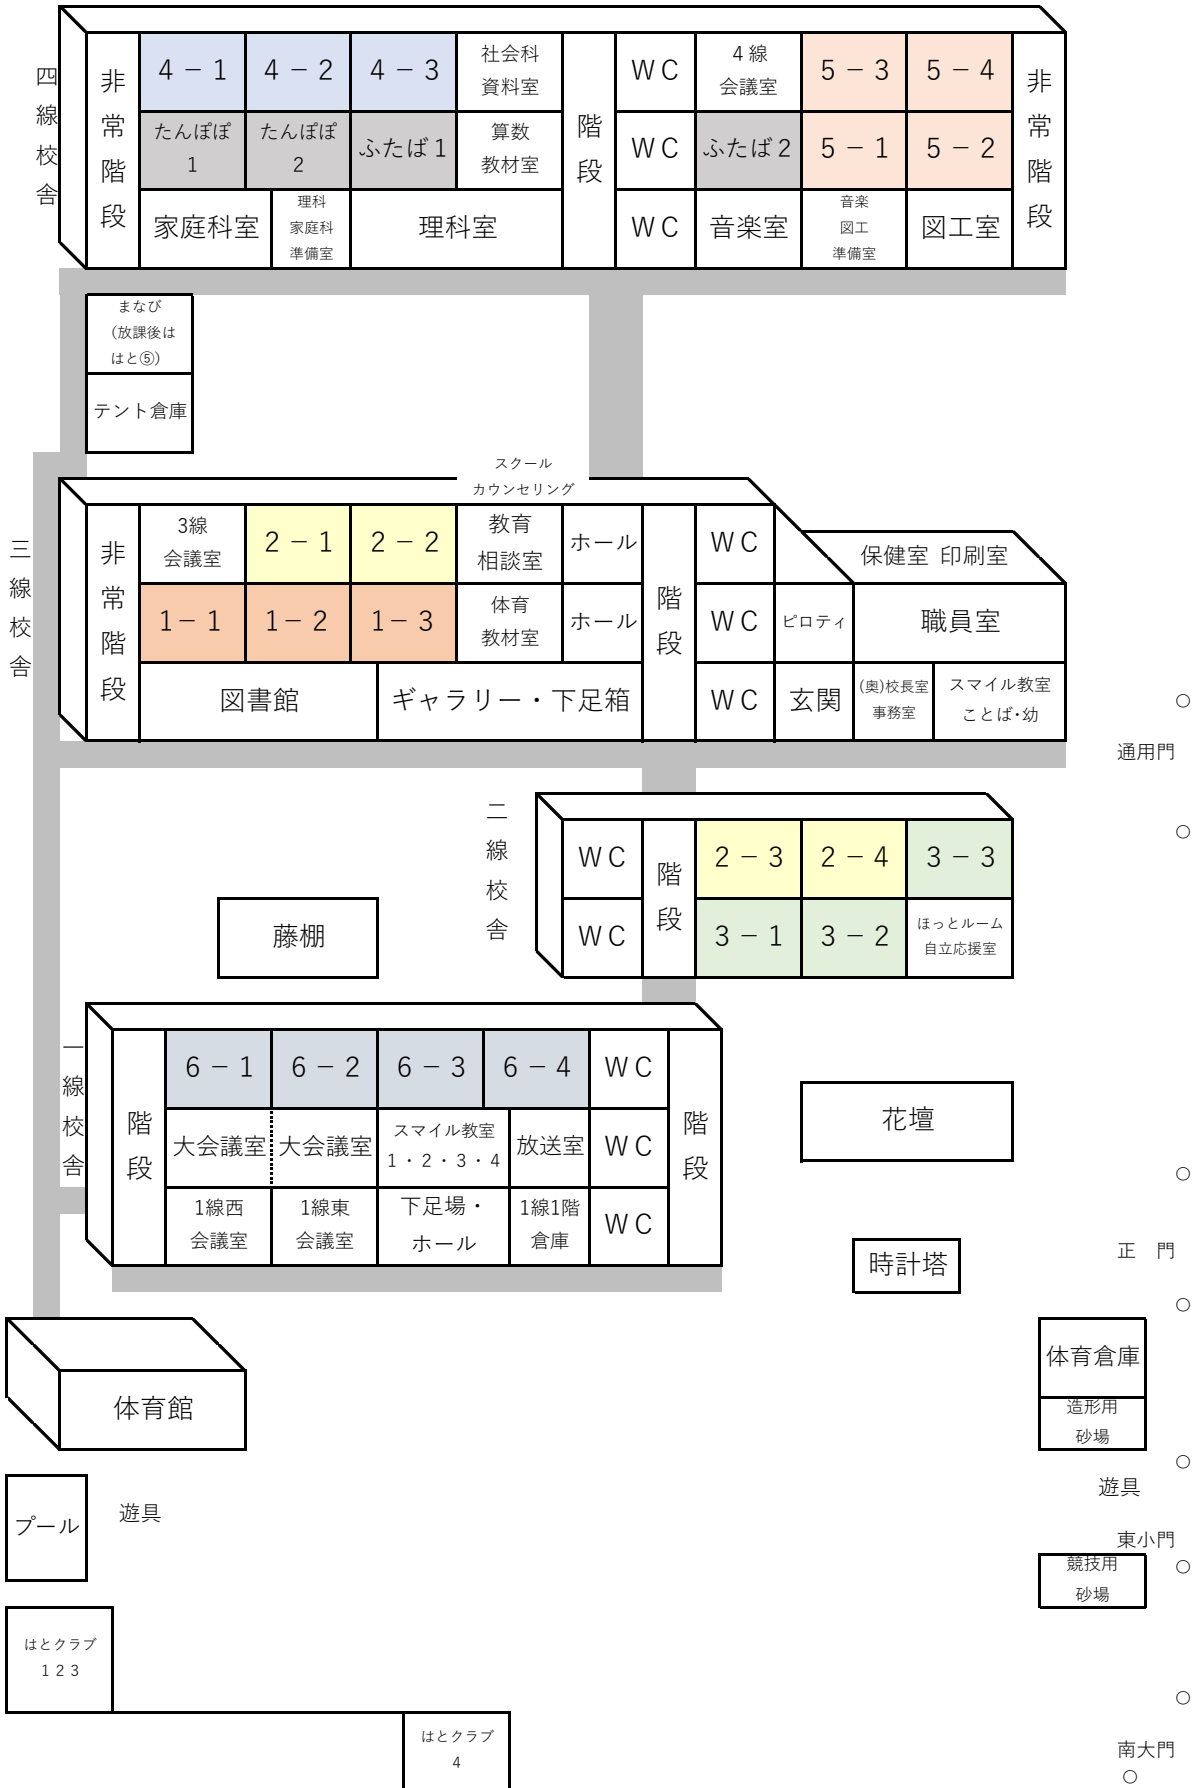 四線校舎
非常階段
4－1
4－2
4－3
社会科
資料室
階段
WC
4線
会議室
5－3
5－4
非常階段
たんぽぽ
1
たんぽぽ
2
ふたば1
算数
教材室
WC
ふたば2
5－1
5－2
家庭科室
理科
家庭科
準備室
理科室
WC
音楽室
音楽
図工
準備室
図工室
まなび
(放課後は
はと⑤)
テント倉庫
三線校舎
スクール
カウンセリング
非常階段
3線
会議室
2－1
2－2
教育
相談室
ホール
階段
WC
保健室 印刷室
1－1
1－2
1－3
体育
教材室
ホール
WC
ピロティ
職員室
図書館
ギャラリー・下足箱
WC
玄関
(奥)校長室
事務室
スマイル教室
ことば・幼
○
通用門
○
二線校舎
WC
階段
2－3
2－4
3－3
WC
3－1
3－2
ほっとルーム
自立応援室
藤棚
一線校舎
階段
6－1
6－2
6－3
6－4
WC
階段
大会議室
大会議室
スマイル教室
1・2・3・4
放送室
WC
1線西
会議室
1線東
会議室
下足場・
ホール
1線1階
倉庫
WC
花壇
○
正　門
時計塔
○
体育館
体育倉庫
造形用
砂場
○
遊具
プール
遊具
東小門
○
競技用
砂場
はとクラブ
1 2 3
○
はとクラブ
4
南大門
○